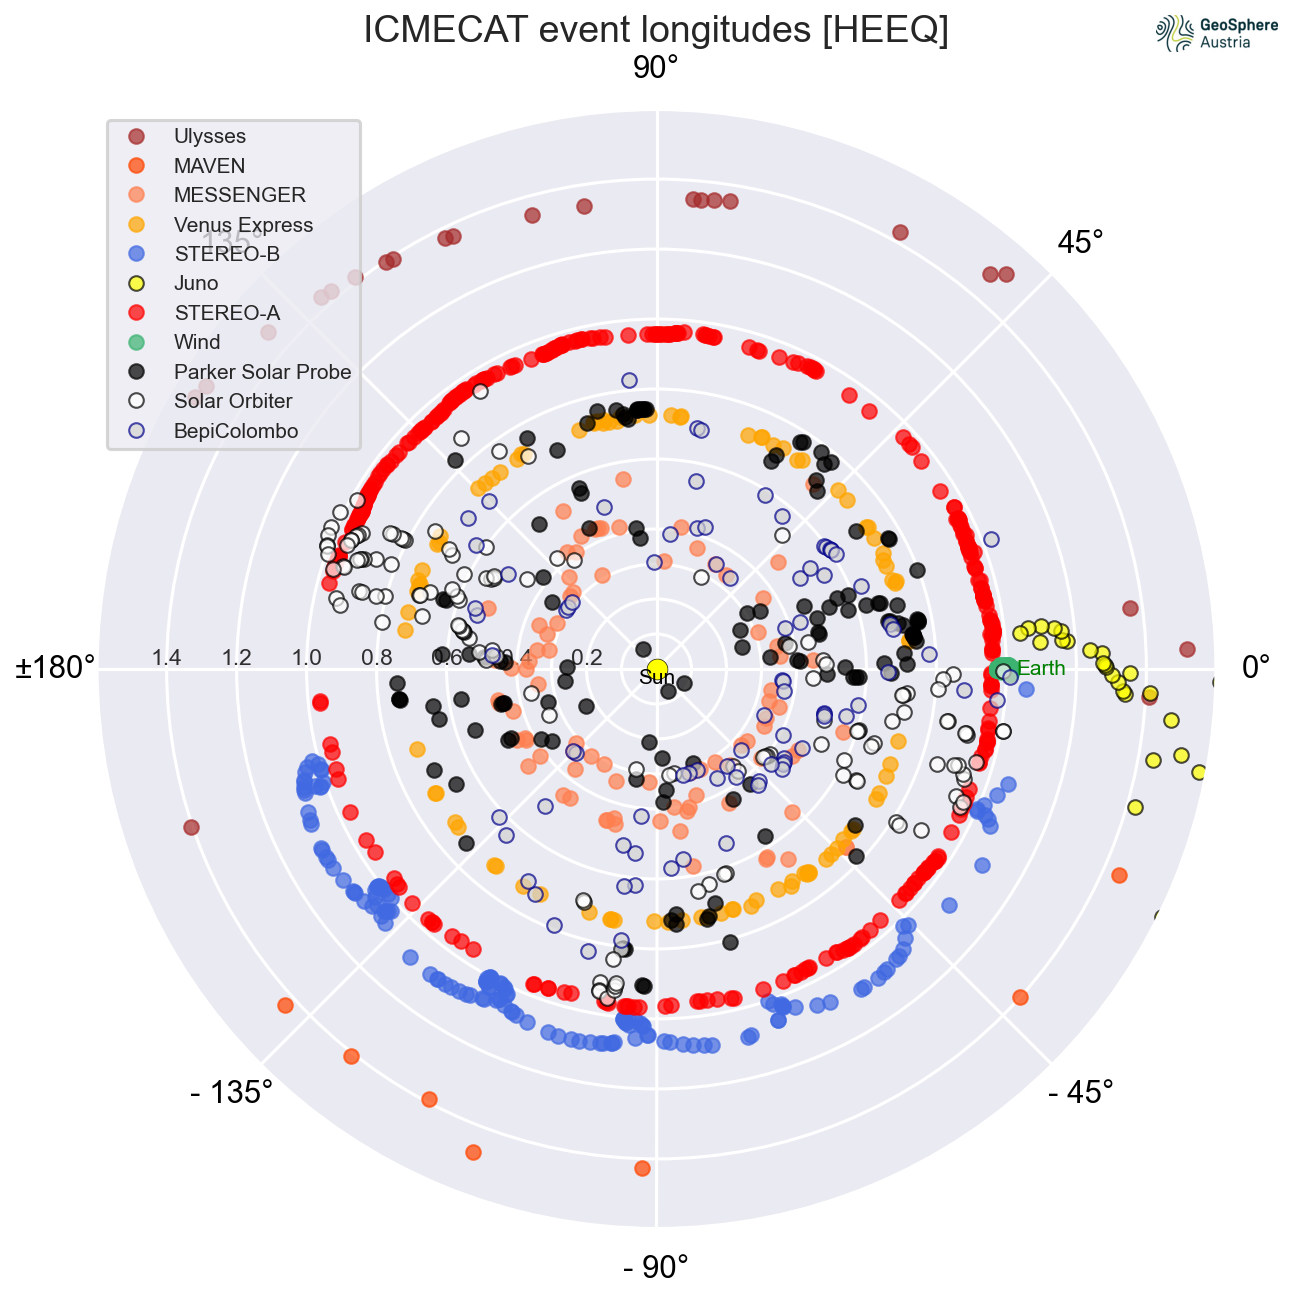 ICMECAT event longitudes [HEEQ]
GeoSphere
Austria
90°
Ulysses
MAVEN
MESSENGER
Venus Express
STEREO-B
Juno
STEREO-A
Wind
Parker Solar Probe
Solar Orbiter
BepiColombo
135°
45°
±180°
1.4
1.2
1.0
0.8
0.6
0.4
0.2
Sun
Earth
0°
- 135°
- 45°
- 90°